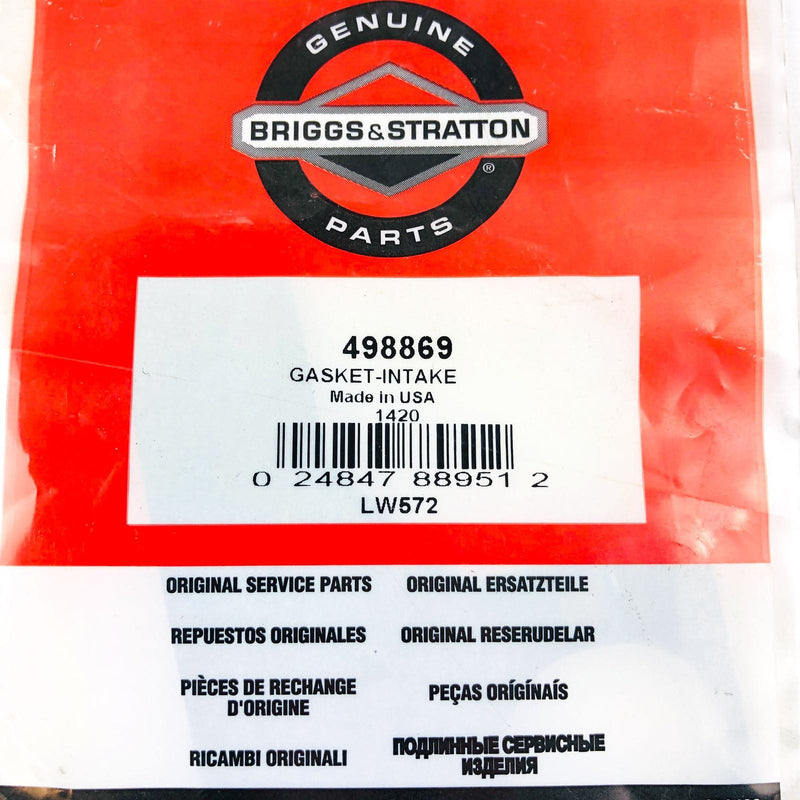 GENUINE
BRIGGS&STRATTON
®
PARTS
498869
GASKET-INTAKE
Made in USA
1420
0 24847 88951 2
LW572
ORIGINAL SERVICE PARTS
ORIGINAL ERSATZTEILE
REPUESTOS ORIGINALES
ORIGINAL RESERUDELAR
PIÈCES DE RECHANGE
D'ORIGINE
PEÇAS ORÍGÍNAÍS
RICAMBI ORIGINALI
ПОДЛИННЫЕ СЕРВИСНЫЕ
ИЗДЕЛИЯ